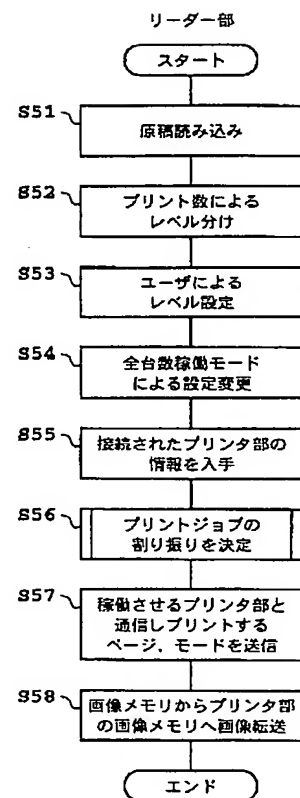 リーダー部
スタート
S51
原稿読み込み
S52
プリント数による
レベル分け
S53
ユーザによる
レベル設定
S54
全台数稼働モード
による設定変更
S55
接続されたプリンタ部の
情報を入手
S56
プリントジョブの
割り振りを決定
S57
稼働させるプリンタ部と
通信しプリントする
ページ、モードを送信
S58
画像メモリからプリンタ部
の画像メモリへ画像転送
エンド